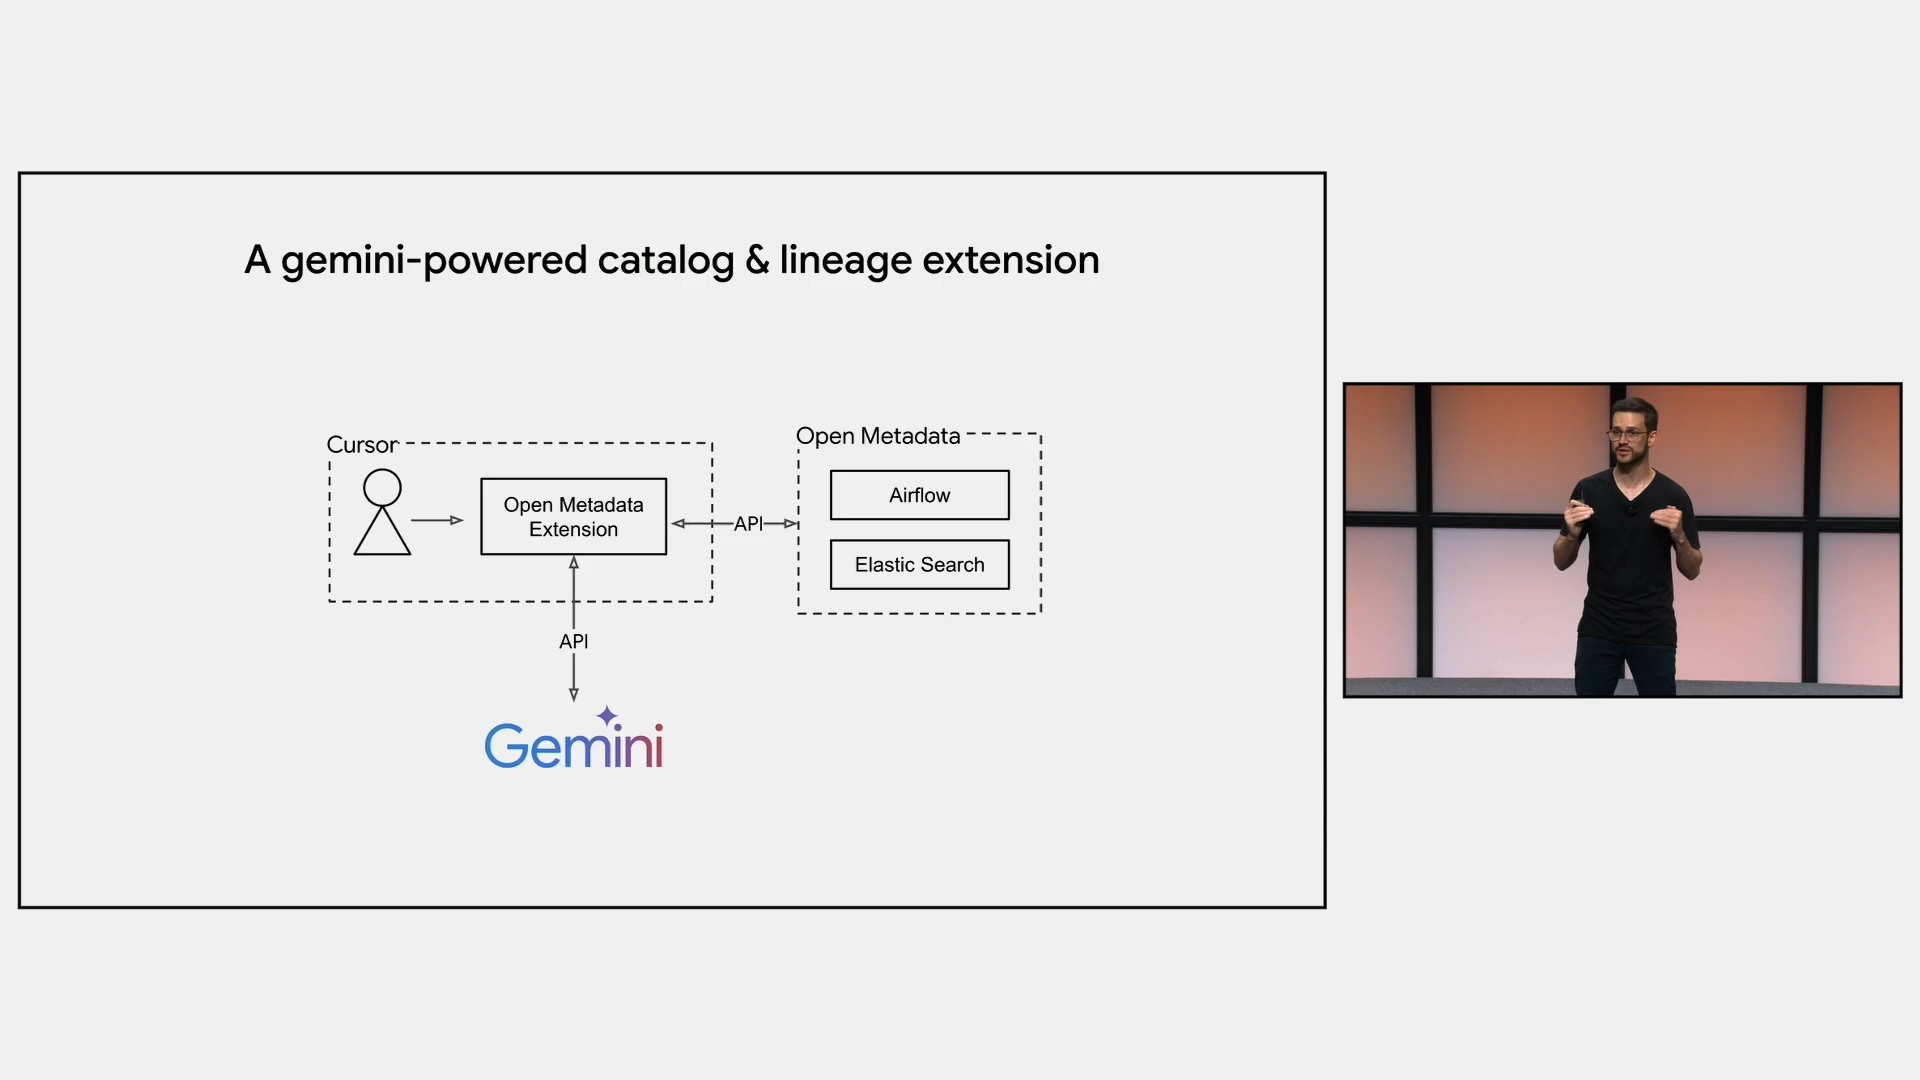 A gemini-powered catalog & lineage extension
Cursor
Open Metadata
Extension
API
Open Metadata
Airflow
Elastic Search
API
Gemini